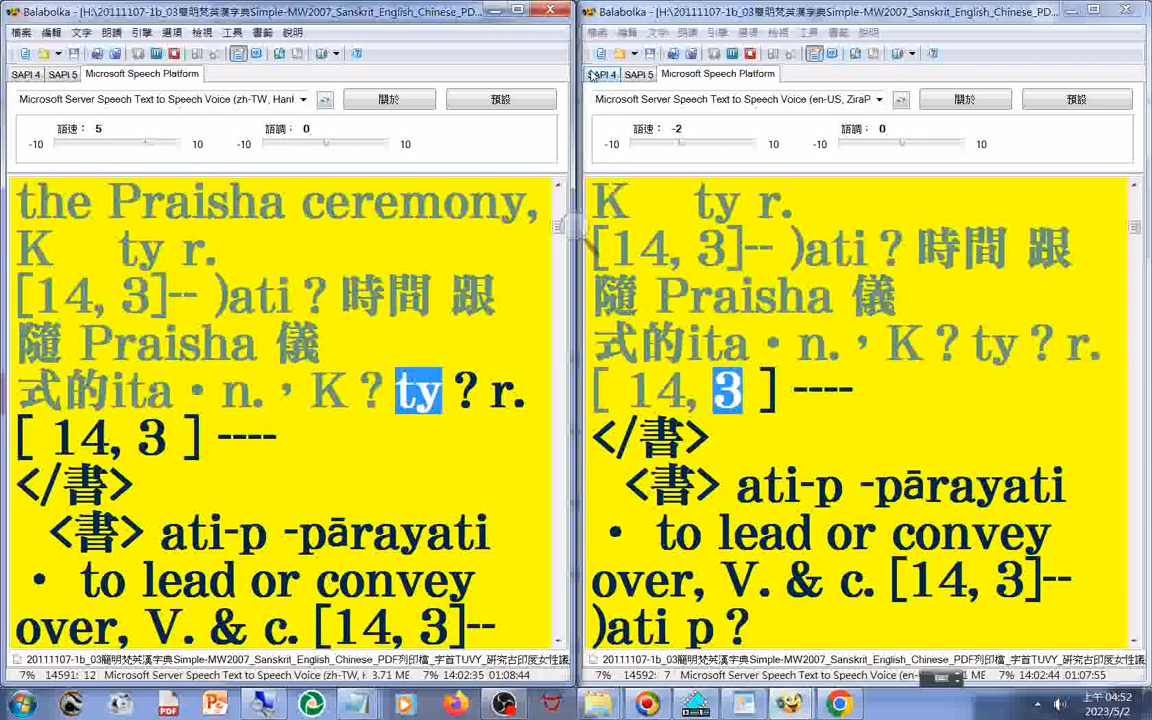 Balabolka - [H:\20111107-1b_03簡明梵英漢字典Simple-MW2007_Sanskrit_English_Chinese_PD...
檔案 編輯 文字 朗讀 引擎 選項 檢視 工具 書籤 說明
SAPI 4 SAPI 5 Microsoft Speech Platform
Microsoft Server Speech Text to Speech Voice (zh-TW, Hanl
關於 預設
語速： 5 語調： 0
-10 10 -10 10
the Praisha ceremony,
K ty r.
[14, 3]-- )ati？時間 跟
隨 Praisha 儀
式的ita・n.，K？ty？r.
[ 14, 3 ] ----
</書>
<書> ati-p -pārayati
• to lead or convey
over, V. & c. [14, 3]--
20111107-1b_03簡明梵英漢字典Simple-MW2007_Sanskrit_English_Chinese_PDF列印檔_字首TUVY_研究古印度女性議
7% 14591: 12 Microsoft Server Speech Text to Speech Voice (zh-TW, H 3.71 ME 7% 14:02:35 01:08:44
Balabolka - [H:\20111107-1b_03簡明梵英漢字典Simple-MW2007_Sanskrit_English_Chinese_PDF...
檔案 編輯 文字 朗讀 引擎 選項 檢視 工具 書籤 說明
SAPI 4 SAPI 5 Microsoft Speech Platform
Microsoft Server Speech Text to Speech Voice (en-US, ZiraP
關於 預設
語速： -2 語調： 0
-10 10 -10 10
K ty r.
[14, 3]-- )ati？時間 跟
隨 Praisha 儀
式的ita・n.，K？ty？r.
[ 14, 3 ] ----
</書>
<書> ati-p -pārayati
• to lead or convey
over, V. & c. [14, 3]--
)ati p？
20111107-1b_03簡明梵英漢字典Simple-MW2007_Sanskrit_English_Chinese_PDF列印檔_字首TUVY_研究古印度女性議
7% 14592: 7 Microsoft Server Speech Text to Speech Voice (en- 7% 14:02:44 01:07:55
上午 04:52
2023/5/2